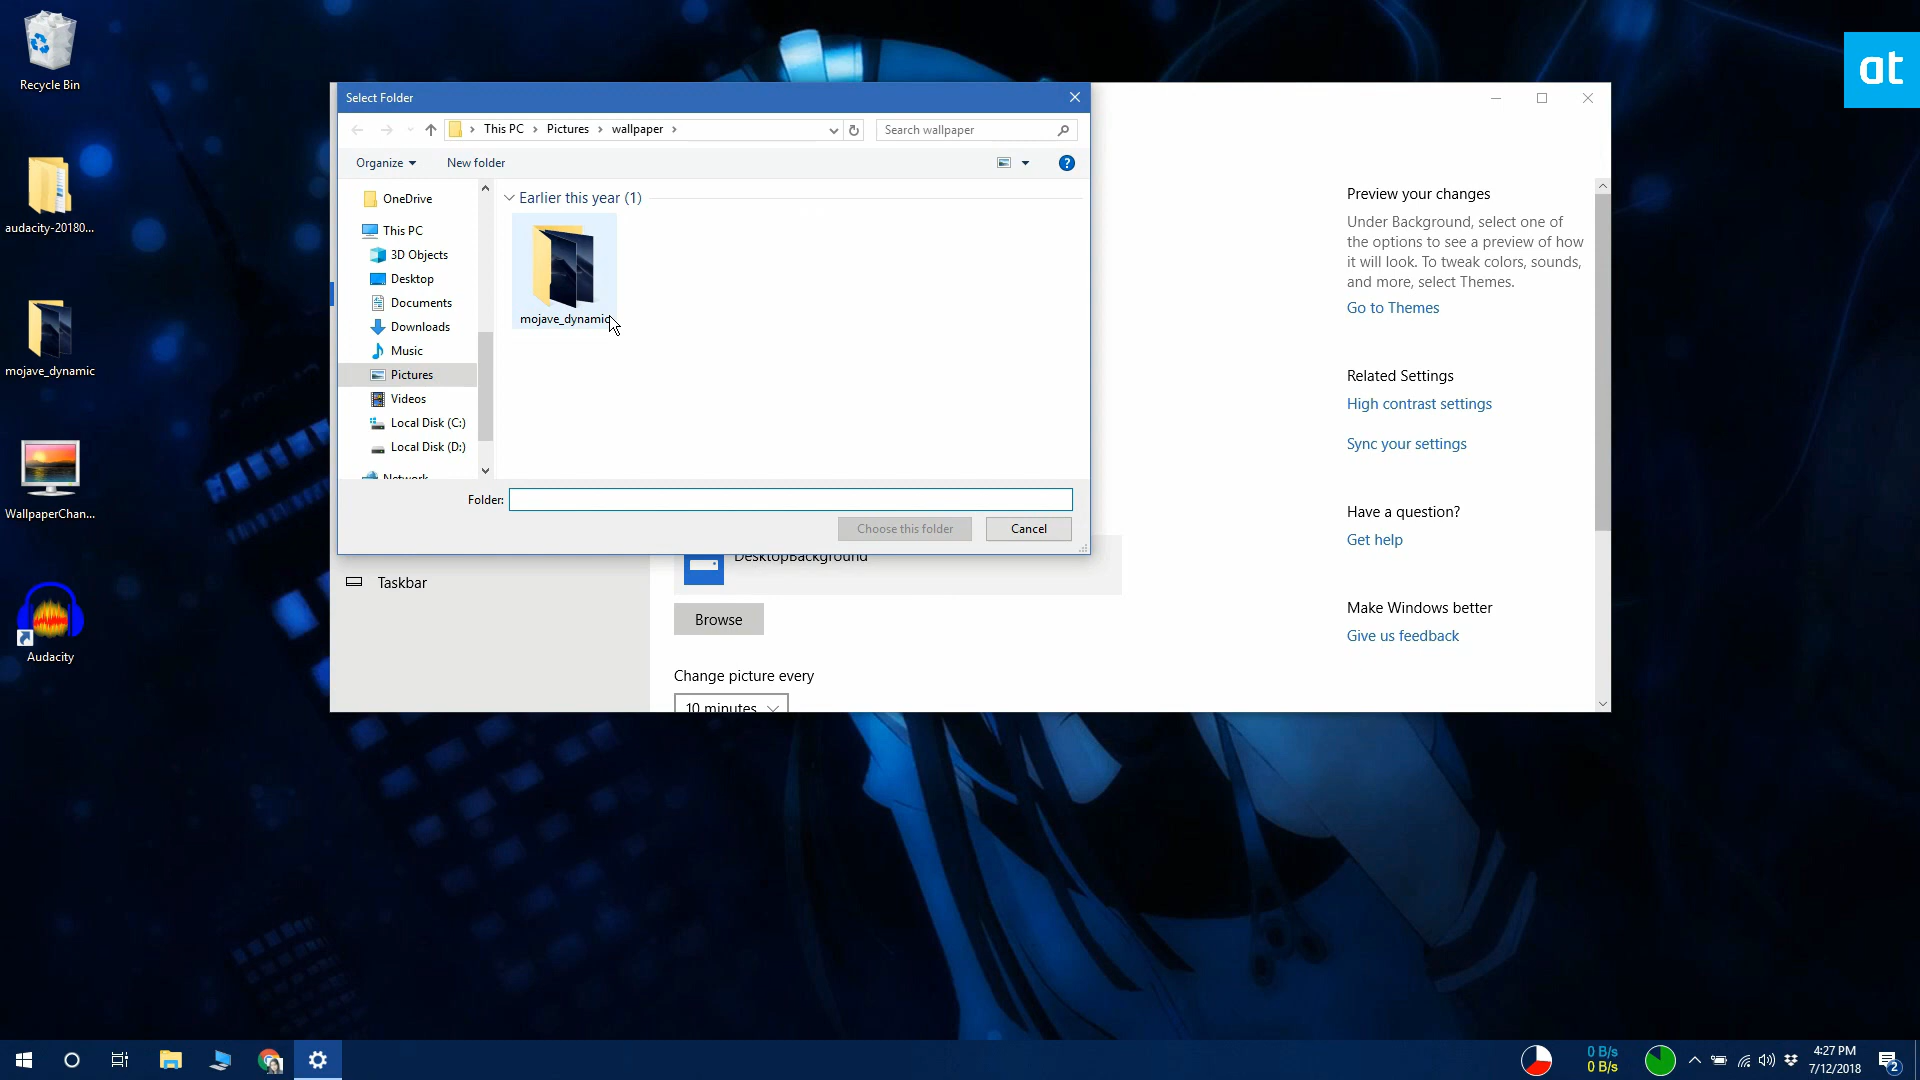 Recycle Bin
audacity-20180...
mojave_dynamic
WallpaperChan...
Audacity
at
Select Folder
This PC
Pictures
wallpaper
Search wallpaper
Organize
New folder
OneDrive
This PC
3D Objects
Desktop
Documents
Downloads
Music
Pictures
Videos
Local Disk (C:)
Local Disk (D:)
Network
Earlier this year (1)
mojave_dynamic
Folder:
Choose this folder
Cancel
Taskbar
DesktopBackground
Browse
Change picture every
10 minutes
Preview your changes
Under Background, select one of
the options to see a preview of how
it will look. To tweak colors, sounds,
and more, select Themes.
Go to Themes
Related Settings
High contrast settings
Sync your settings
Have a question?
Get help
Make Windows better
Give us feedback
0 B/s
0 B/s
4:27 PM
7/12/2018
2